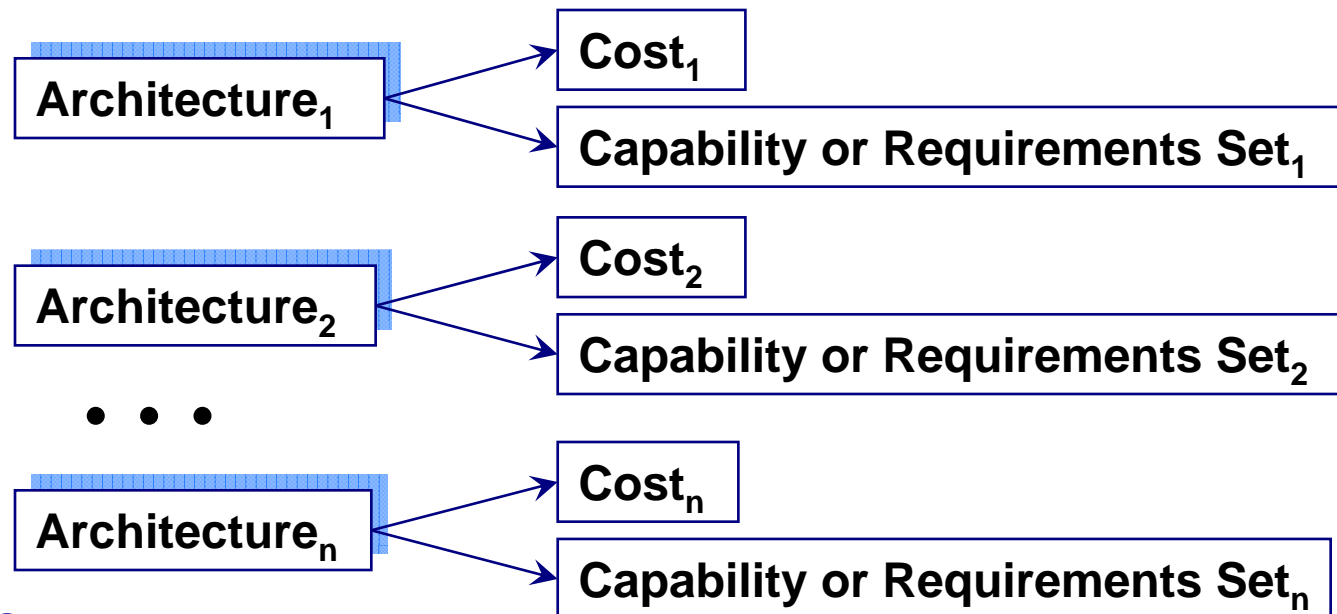 Cost₁
Architecture₁
Capability or Requirements Set₁
Cost₂
Architecture₂
Capability or Requirements Set₂
• • •
Costₙ
Architectureₙ
Capability or Requirements Setₙ